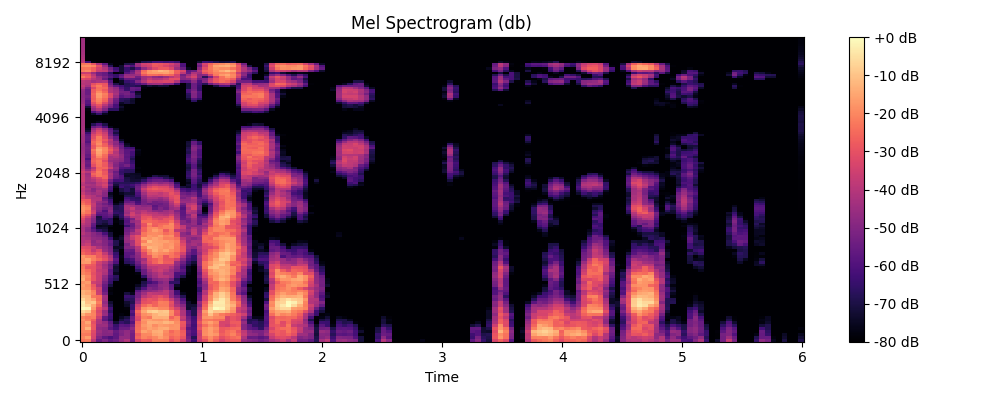 Mel Spectrogram (db)
8192
4096
2048
1024
512
0
Hz
0 1 2 3 4 5 6
Time
+0 dB
-10 dB
-20 dB
-30 dB
-40 dB
-50 dB
-60 dB
-70 dB
-80 dB